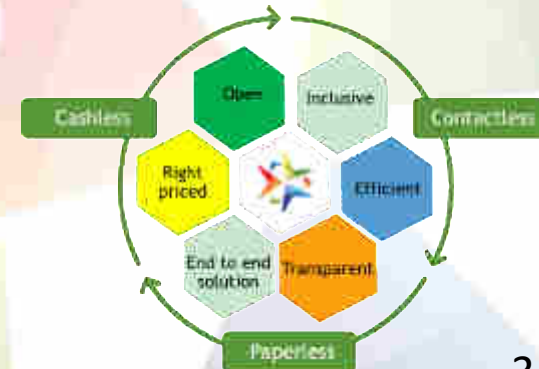 Open
Inclusive
Cashless
Contactless
Right
priced
Efficient
End to end
solution
Transparent
Paperless
2